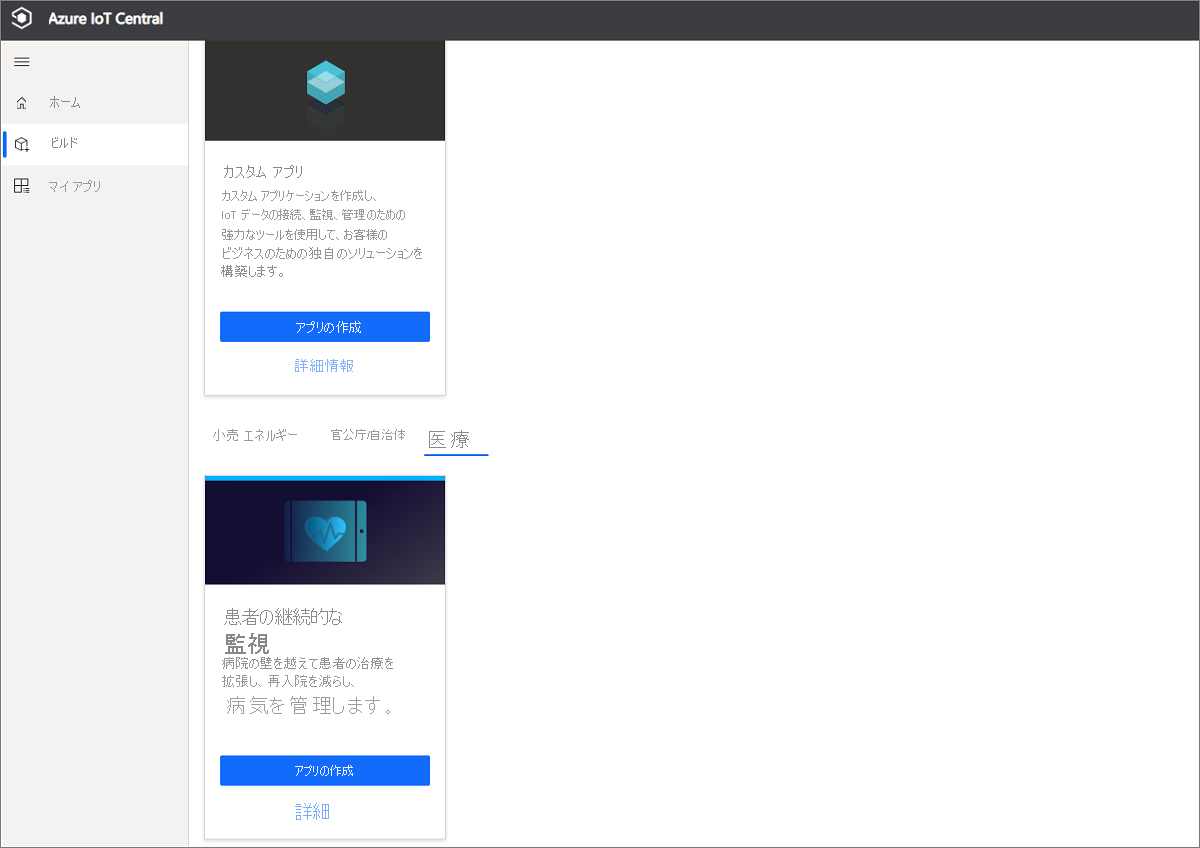 Azure IoT Central
ホーム
ビルド
マイ アプリ
カスタム アプリ
カスタム アプリケーションを作成し、
IoT データの接続、監視、管理のための
強力なツールを使用して、お客様の
ビジネスのための独自のソリューションを
構築します。
アプリの作成
詳細情報
小売 エネルギー 官公庁/自治体 医療
患者の継続的な
監視
病院の壁を越えて患者の治療を
拡張し、再入院を減らし、
病気を管理します。
アプリの作成
詳細